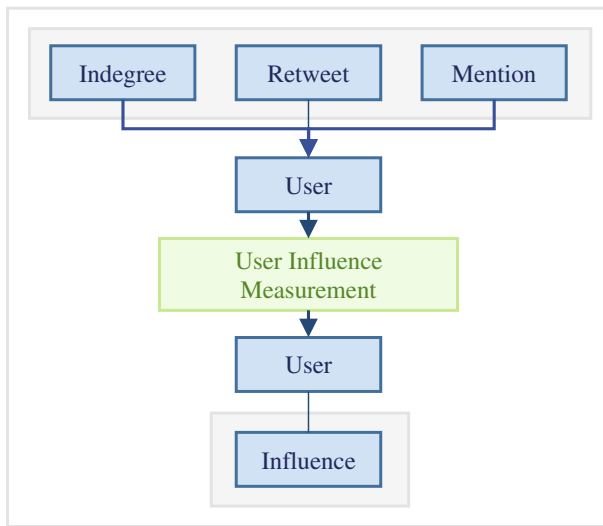 Indegree Retweet Mention
User
User Influence
Measurement
User
Influence